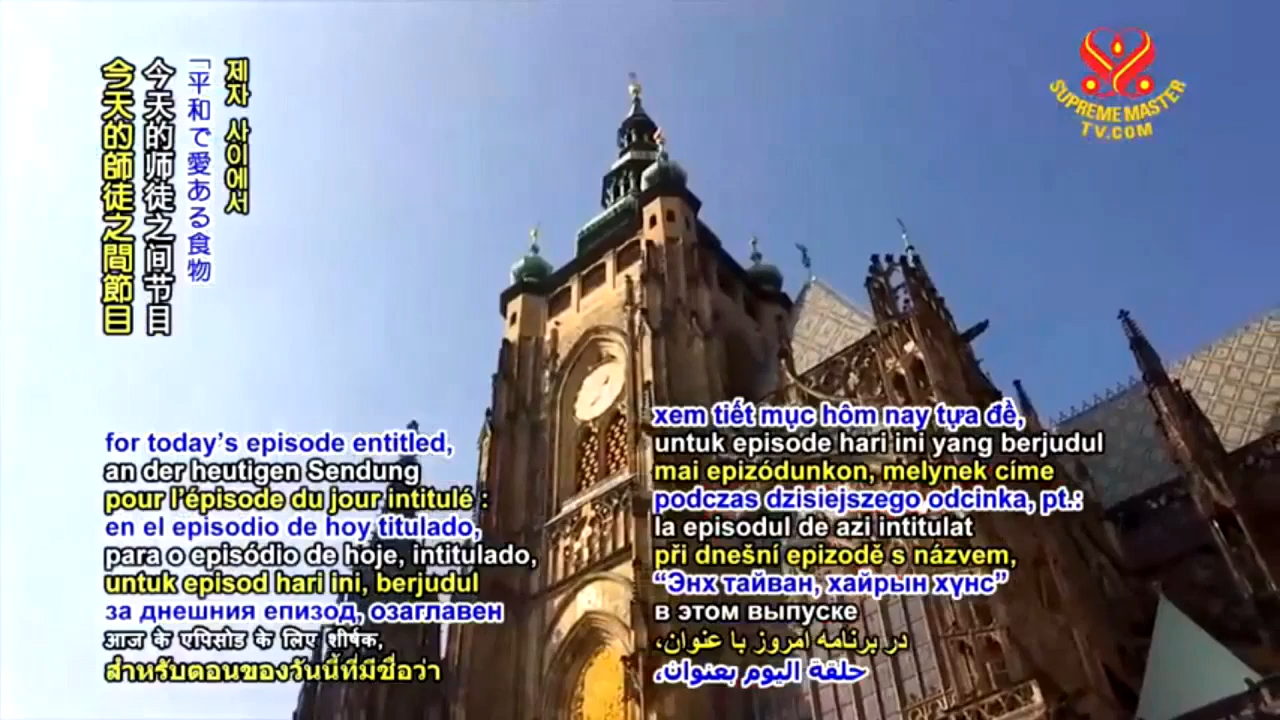 제자 사이에서
「平和で愛ある食物
今天的师徒之间节目
今天的師徒之間節目
SUPREME MASTER
TV.COM
for today's episode entitled,
an der heutigen Sendung
pour l'épisode du jour intitulé :
en el episodio de hoy titulado,
para o episódio de hoje, intitulado,
untuk episod hari ini, berjudul
за днешния епизод, озаглавен
आज के एपिसोड के लिए शीर्षक,
สำหรับตอนของวันนี้ที่มีชื่อว่า
xem tiết mục hôm nay tựa đề,
untuk episode hari ini yang berjudul
mai epizódunkon, melynek címe
podczas dzisiejszego odcinka, pt.:
la episodul de azi intitulat
při dnešní epizodě s názvem,
“Энх тайван, хайрын хүнс”
в этом выпуске
در برنامه امروز با عنوان،
حلقة اليوم بعنوان،